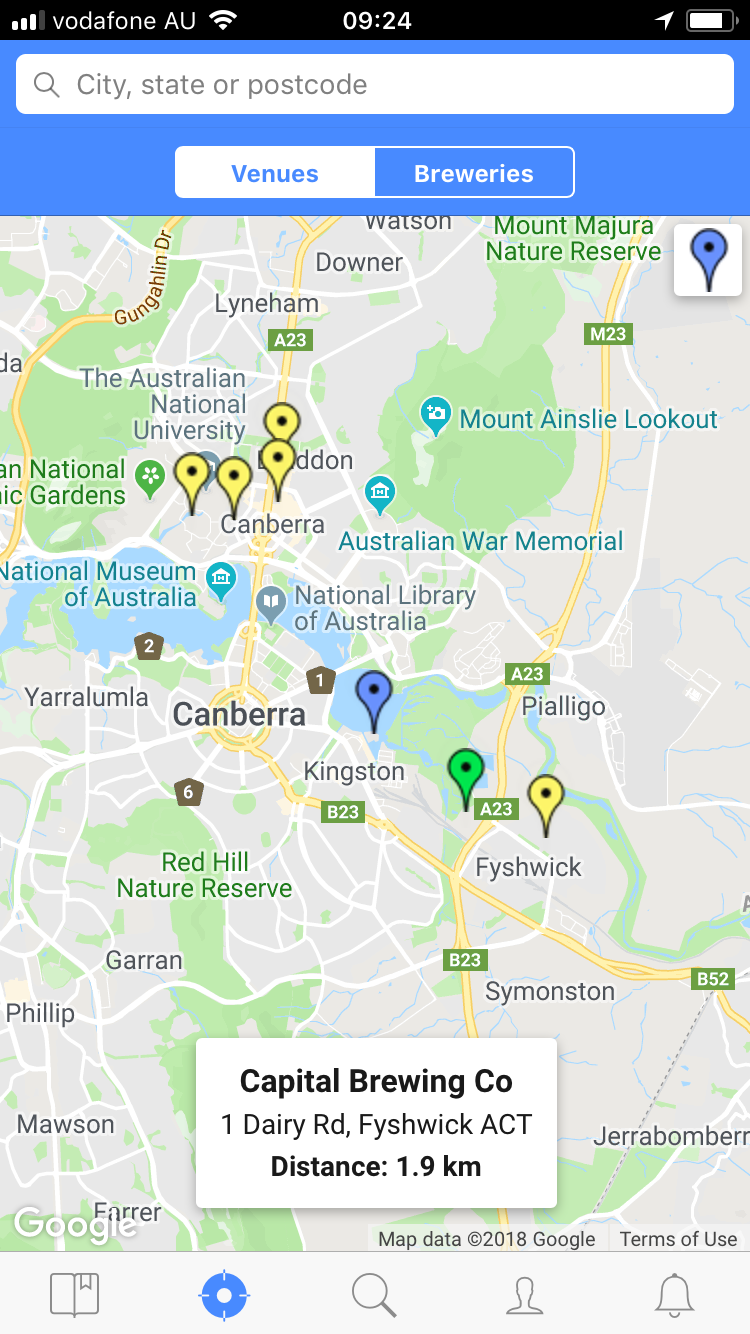 vodafone AU
09:24
City, state or postcode
Venues
Breweries
Watson
Mount Majura
Nature Reserve
Downer
Gungahlin Dr
Lyneham
A23
M23
da
The Australian
National
University
Mount Ainslie Lookout
an National
ic Gardens
ddon
Canberra
Australian War Memorial
National Museum
of Australia
National Library
of Australia
2
1
A23
Yarralumla
Canberra
Pialligo
Kingston
6
B23
A23
Fyshwick
Red Hill
Nature Reserve
Garran
B23
B52
Symonston
Phillip
Capital Brewing Co
1 Dairy Rd, Fyshwick ACT
Distance: 1.9 km
Mawson
Jerrabomberr
Farrer
Google
Map data ©2018 Google
Terms of Use